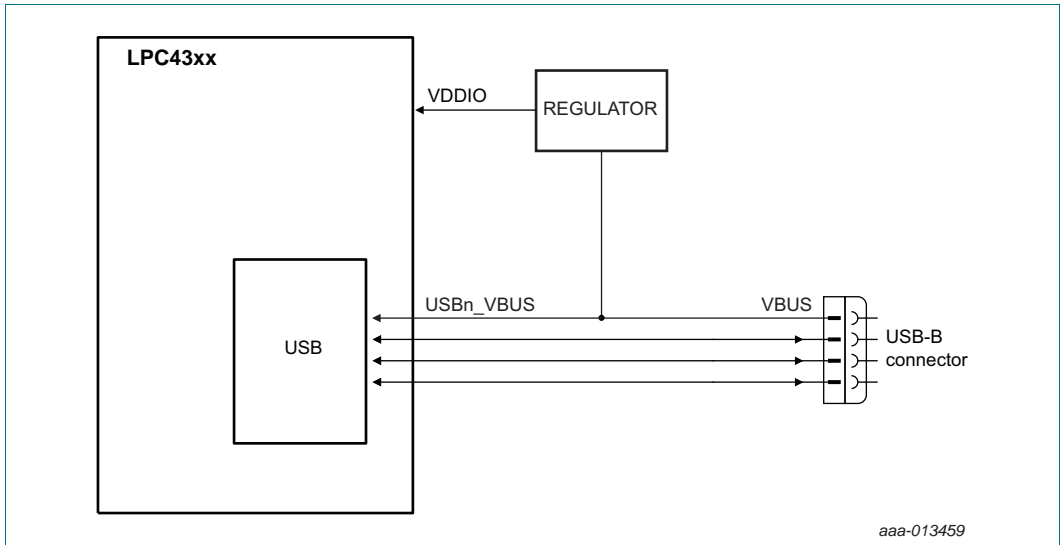 LPC43xx
VDDIO
REGULATOR
USBn_VBUS
VBUS
USB
USB-B
connector
aaa-013459